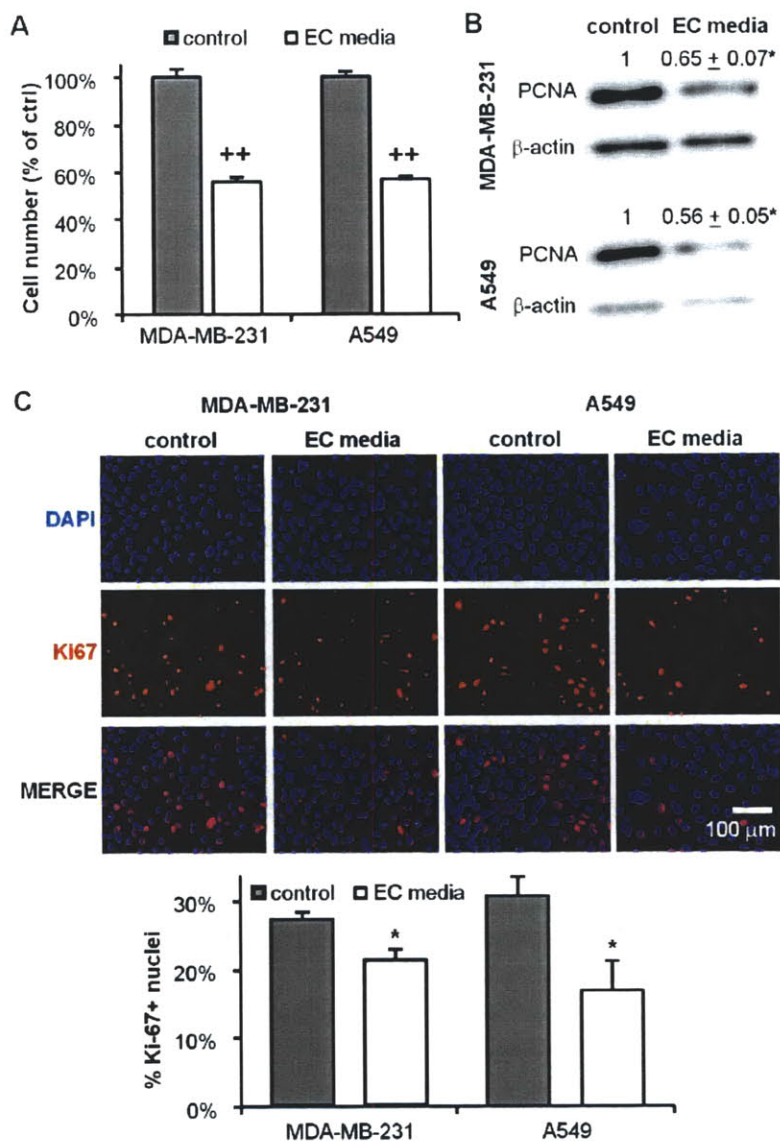 A
control EC media
Cell number (% of ctrl)
100%
80%
60%
40%
20%
0%
++ ++
MDA-MB-231 A549
B
control EC media
MDA-MB-231
1 0.65 ± 0.07*
PCNA
β-actin
A549
1 0.56 ± 0.05*
PCNA
β-actin
C
MDA-MB-231 A549
control EC media control EC media
DAPI
Ki67
MERGE
100 μm
control EC media
% Ki-67+ nuclei
30%
20%
10%
0%
* *
MDA-MB-231 A549